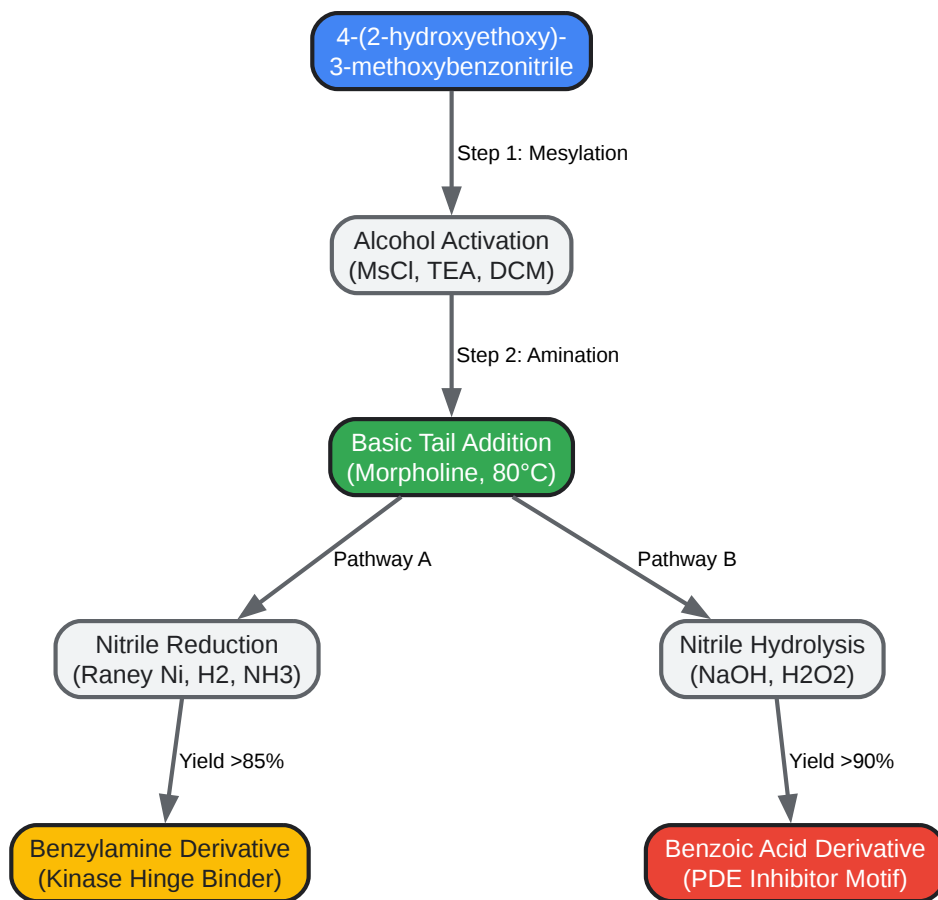 4-(2-hydroxyethoxy)-
3-methoxybenzonitrile
Step 1: Mesylation
Alcohol Activation
(MsCl, TEA, DCM)
Step 2: Amination
Basic Tail Addition
(Morpholine, 80°C)
Pathway A
Pathway B
Nitrile Reduction
(Raney Ni, H2, NH3)
Nitrile Hydrolysis
(NaOH, H2O2)
Yield >85%
Yield >90%
Benzylamine Derivative
(Kinase Hinge Binder)
Benzoic Acid Derivative
(PDE Inhibitor Motif)